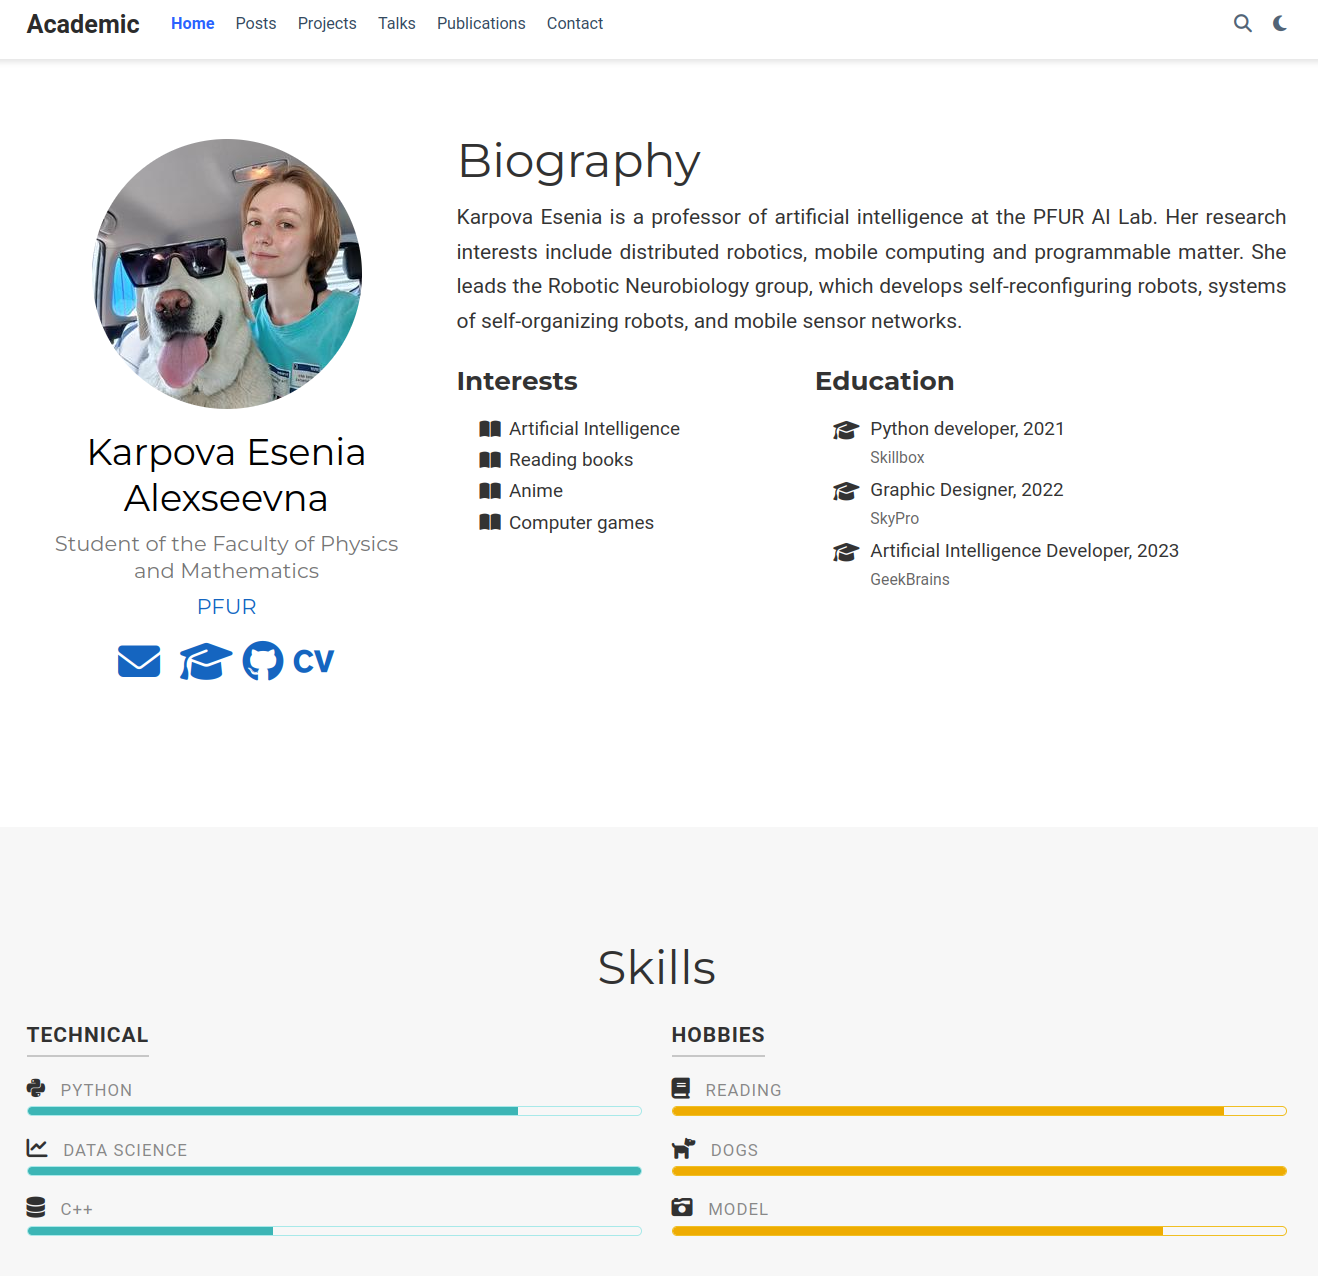 Academic Home Posts Projects Talks Publications Contact
Karpova Esenia
Alexseevna
Student of the Faculty of Physics
and Mathematics
PFUR
CV
Biography
Karpova Esenia is a professor of artificial intelligence at the PFUR AI Lab. Her research
interests include distributed robotics, mobile computing and programmable matter. She
leads the Robotic Neurobiology group, which develops self-reconfiguring robots, systems
of self-organizing robots, and mobile sensor networks.
Interests
Artificial Intelligence
Reading books
Anime
Computer games
Education
Python developer, 2021
Skillbox
Graphic Designer, 2022
SkyPro
Artificial Intelligence Developer, 2023
GeekBrains
Skills
TECHNICAL
PYTHON
DATA SCIENCE
C++
HOBBIES
READING
DOGS
MODEL